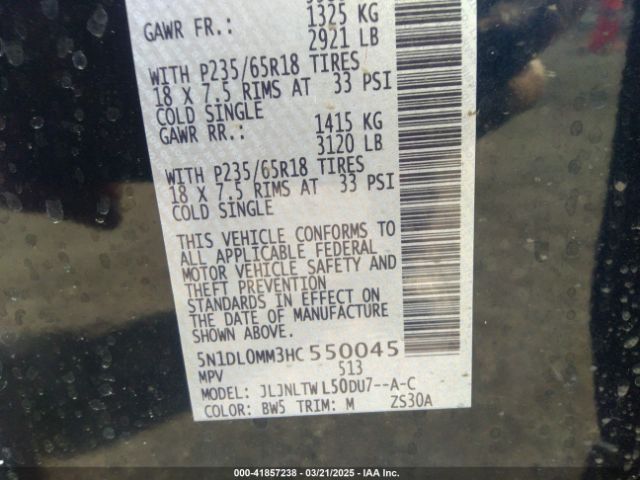 GAWR FR.: 1325 KG
2921 LB
WITH P235/65R18 TIRES
18 X 7.5 RIMS AT 33 PSI
COLD SINGLE
GAWR RR.: 1415 KG
3120 LB
WITH P235/65R18 TIRES
18 X 7.5 RIMS AT 33 PSI
COLD SINGLE
THIS VEHICLE CONFORMS TO
ALL APPLICABLE FEDERAL
MOTOR VEHICLE SAFETY AND
THEFT PREVENTION
STANDARDS IN EFFECT ON
THE DATE OF MANUFACTURE
SHOWN ABOVE.
5N1DL0MM3HC550045
MPV 513
MODEL: JLJNLTWL50DU7--A-C
COLOR: BW5 TRIM: M ZS30A
000-41857238 - 03/21/2025 - IAA Inc.